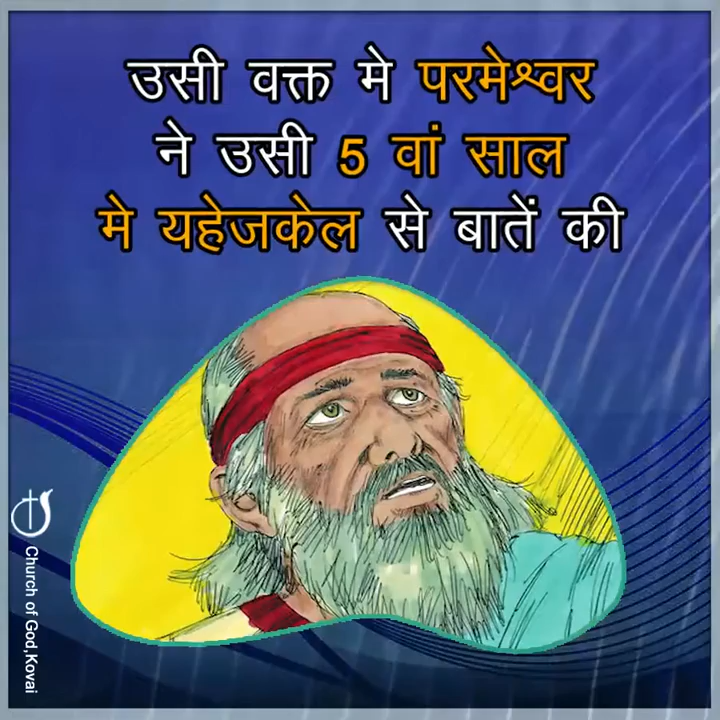 उसी वक्त मे परमेश्वर
ने उसी 5 वां साल
मे यहेजकेल से बातें की
Church of God,Kovai